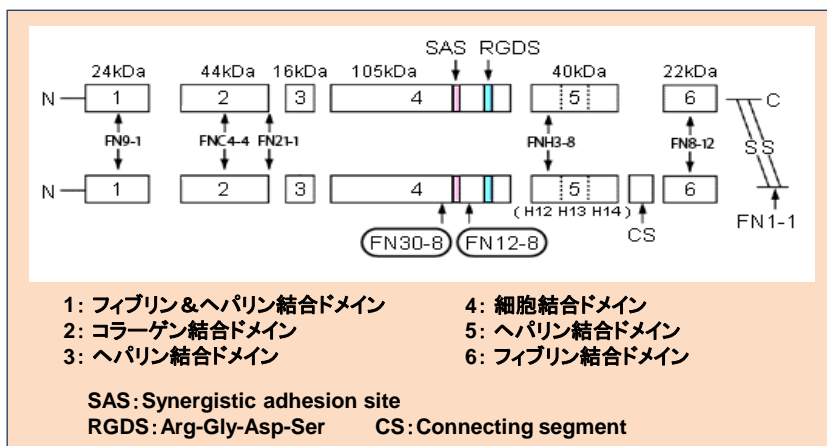 SAS RGDS
24kDa 44kDa 16kDa 105kDa 40kDa 22kDa
N 1 2 3 4 5 6 C
FN9-1 FNC4-4 FN21-1 FNH3-8 FN8-12 SS
N 1 2 3 4 5 6
(H12 H13 H14) FN1-1
FN30-8 FN12-8 CS
1: フィブリン&ヘパリン結合ドメイン 4: 細胞結合ドメイン
2: コラーゲン結合ドメイン 5: ヘパリン結合ドメイン
3: ヘパリン結合ドメイン 6: フィブリン結合ドメイン
SAS:Synergistic adhesion site
RGDS:Arg-Gly-Asp-Ser CS:Connecting segment